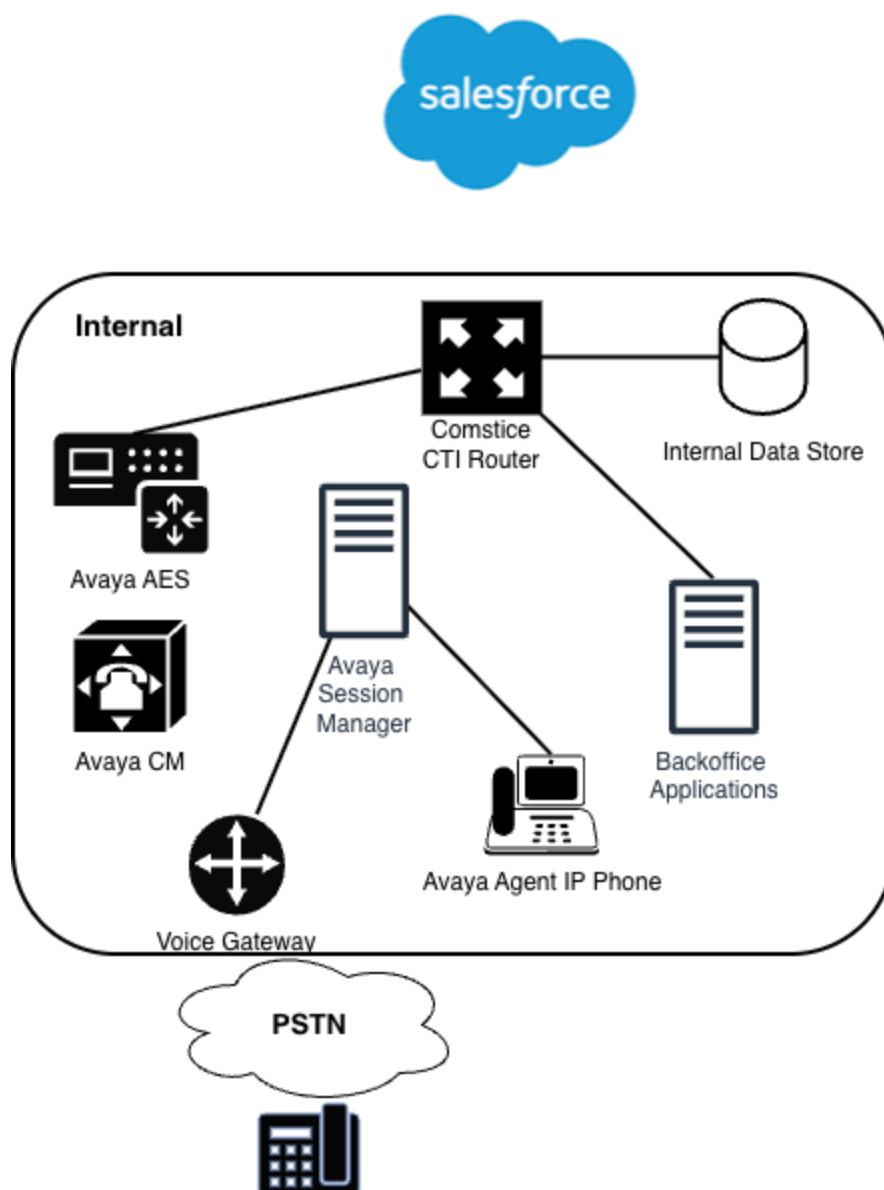 salesforce
Internal
Comstice
CTI Router
Internal Data Store
Avaya AES
Avaya
Session
Manager
Avaya CM
Backoffice
Applications
Avaya Agent IP Phone
Voice Gateway
PSTN